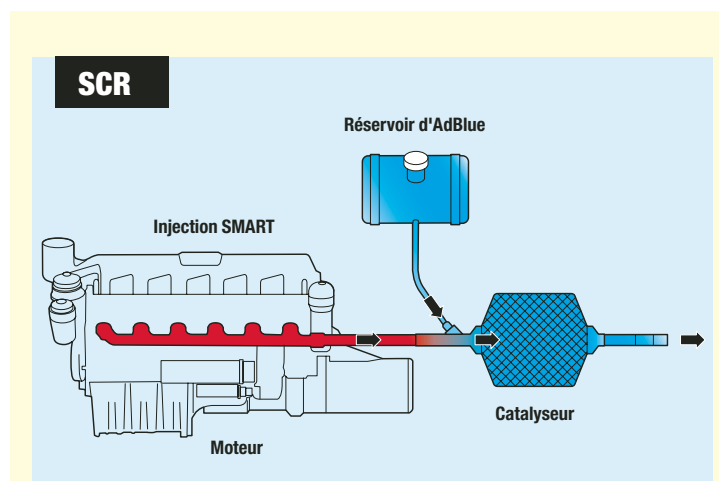 SCR
Réservoir d'AdBlue
Injection SMART
Catalyseur
Moteur